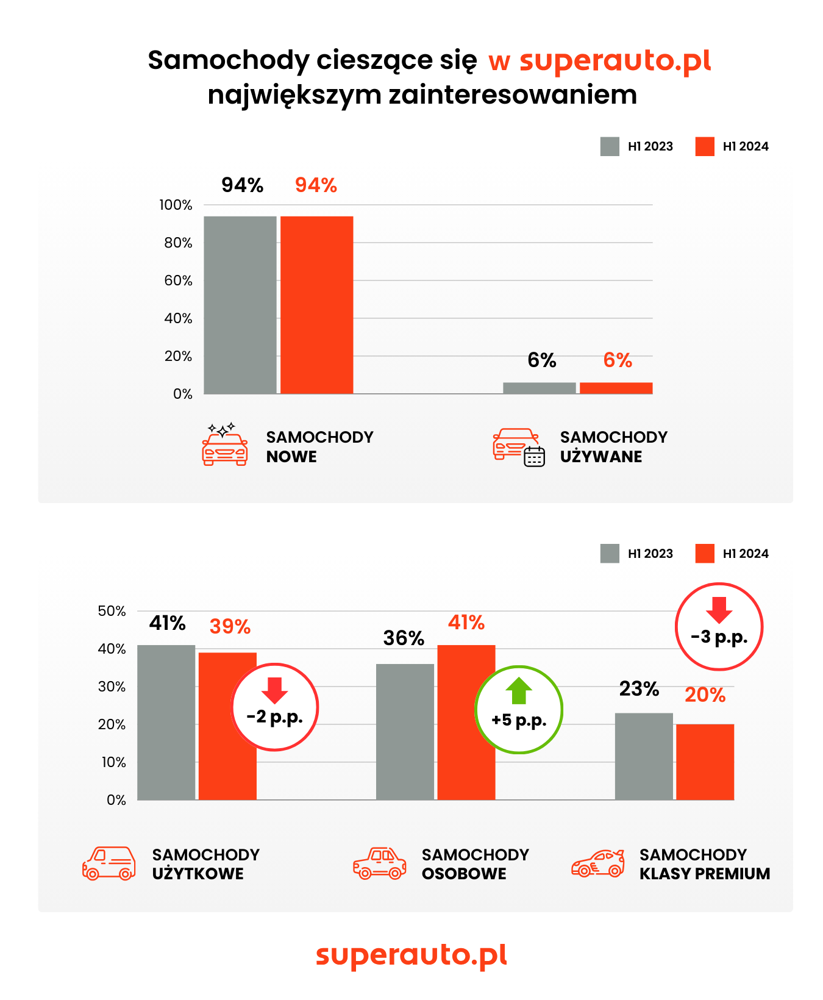 Samochody cieszące się w superauto.pl
największym zainteresowaniem
H1 2023 H1 2024
94% 94%
100%
80%
60%
40%
20%
0%
6% 6%
SAMOCHODY
NOWE
SAMOCHODY
UŻYWANE
H1 2023 H1 2024
50%
40%
30%
20%
10%
0%
41% 39%
-2 p.p.
36% 41%
+5 p.p.
23% 20%
-3 p.p.
SAMOCHODY
UŻYTKOWE
SAMOCHODY
OSOBOWE
SAMOCHODY
KLASY PREMIUM
superauto.pl